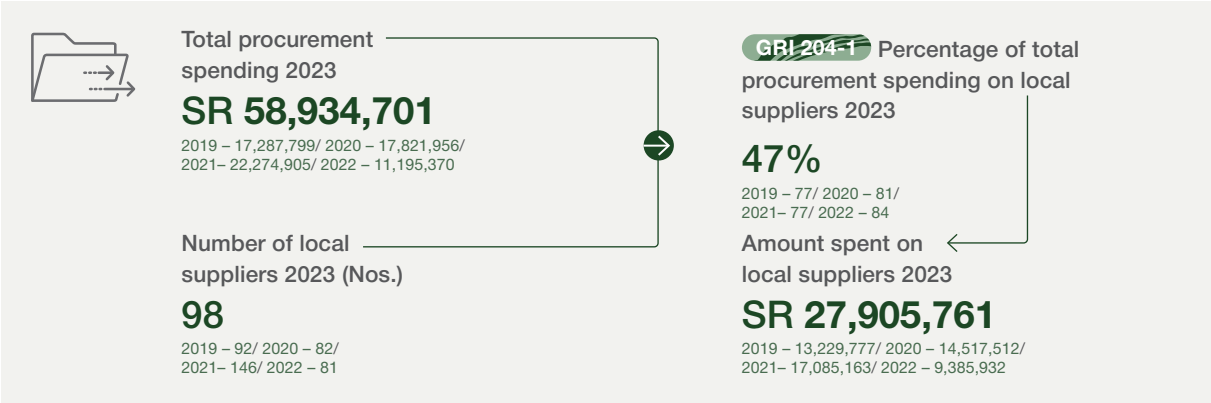 Total procurement
spending 2023
SR 58,934,701
2019 – 17,287,799/ 2020 – 17,821,956/
2021– 22,274,905/ 2022 – 11,195,370
Number of local
suppliers 2023 (Nos.)
98
2019 – 92/ 2020 – 82/
2021– 146/ 2022 – 81
GRI 204-1 Percentage of total
procurement spending on local
suppliers 2023
47%
2019 – 77/ 2020 – 81/
2021– 77/ 2022 – 84
Amount spent on
local suppliers 2023
SR 27,905,761
2019 – 13,229,777/ 2020 – 14,517,512/
2021– 17,085,163/ 2022 – 9,385,932